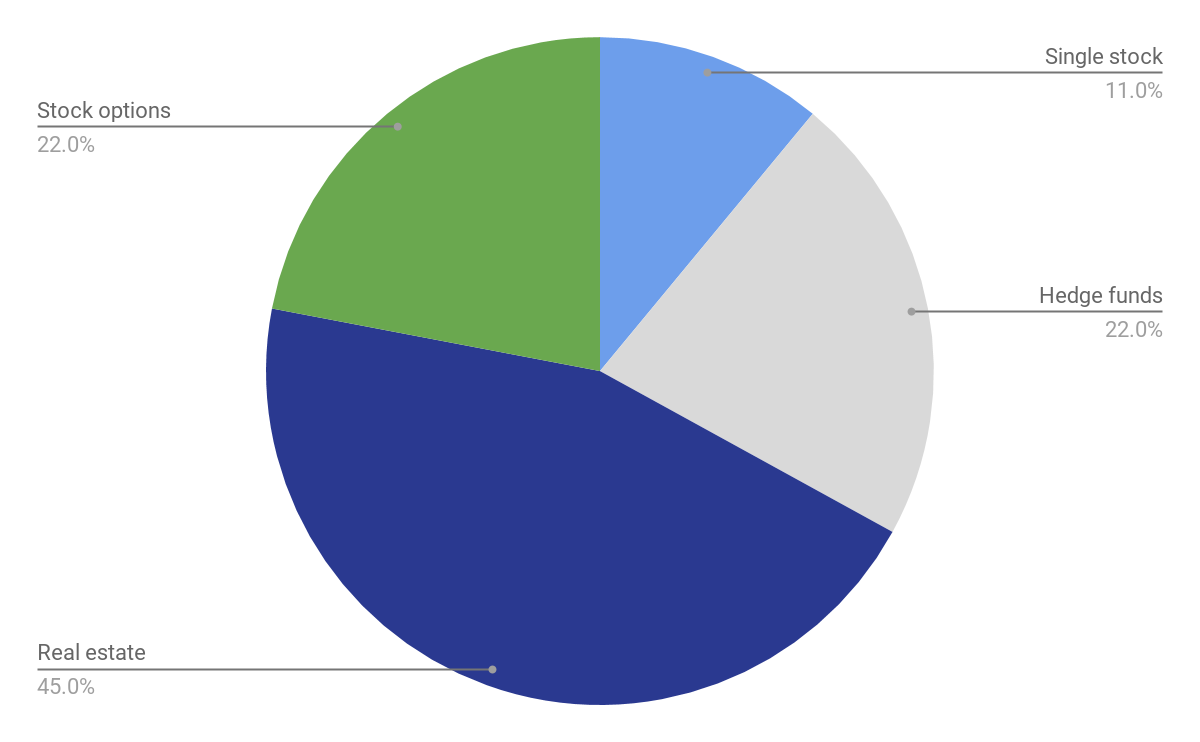 Single stock
11.0%
Stock options
22.0%
Hedge funds
22.0%
Real estate
45.0%